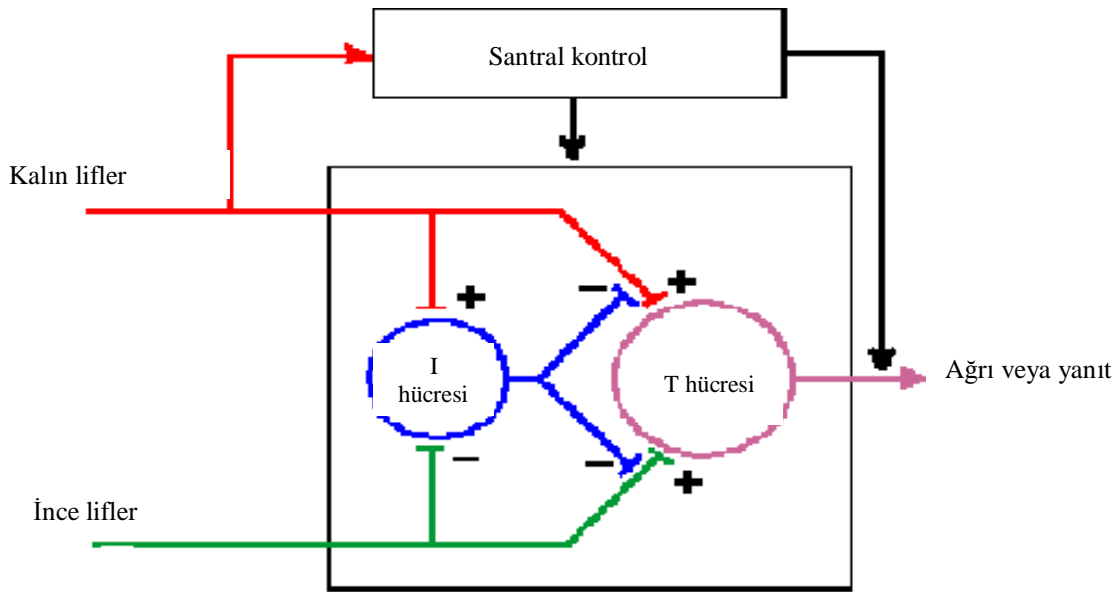 Santral kontrol
Kalın lifler
+
− +
I
hücresi
T hücresi
Ağrı veya yanıt
− −
+
İnce lifler